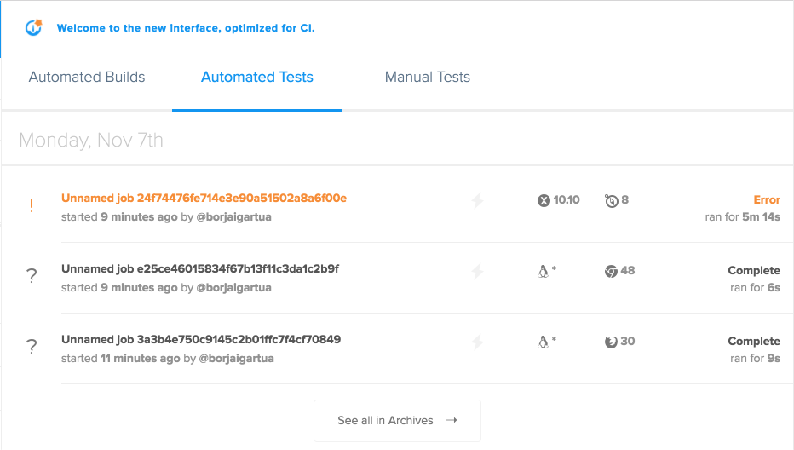 Welcome to the new interface, optimized for CI.
Automated Builds Automated Tests Manual Tests
Monday, Nov 7th
! Unnamed job 24f74476fe714e3e90a51502a8a6f00e 10.10 8 Error
started 9 minutes ago by @borjaigartua ran for 5m 14s
? Unnamed job e25ce46015834f67b13f11c3da1c2b9f * 48 Complete
started 9 minutes ago by @borjaigartua ran for 6s
? Unnamed job 3a3b4e750c9145c2b01ffc7f4cf70849 * 30 Complete
started 11 minutes ago by @borjaigartua ran for 9s
See all in Archives →